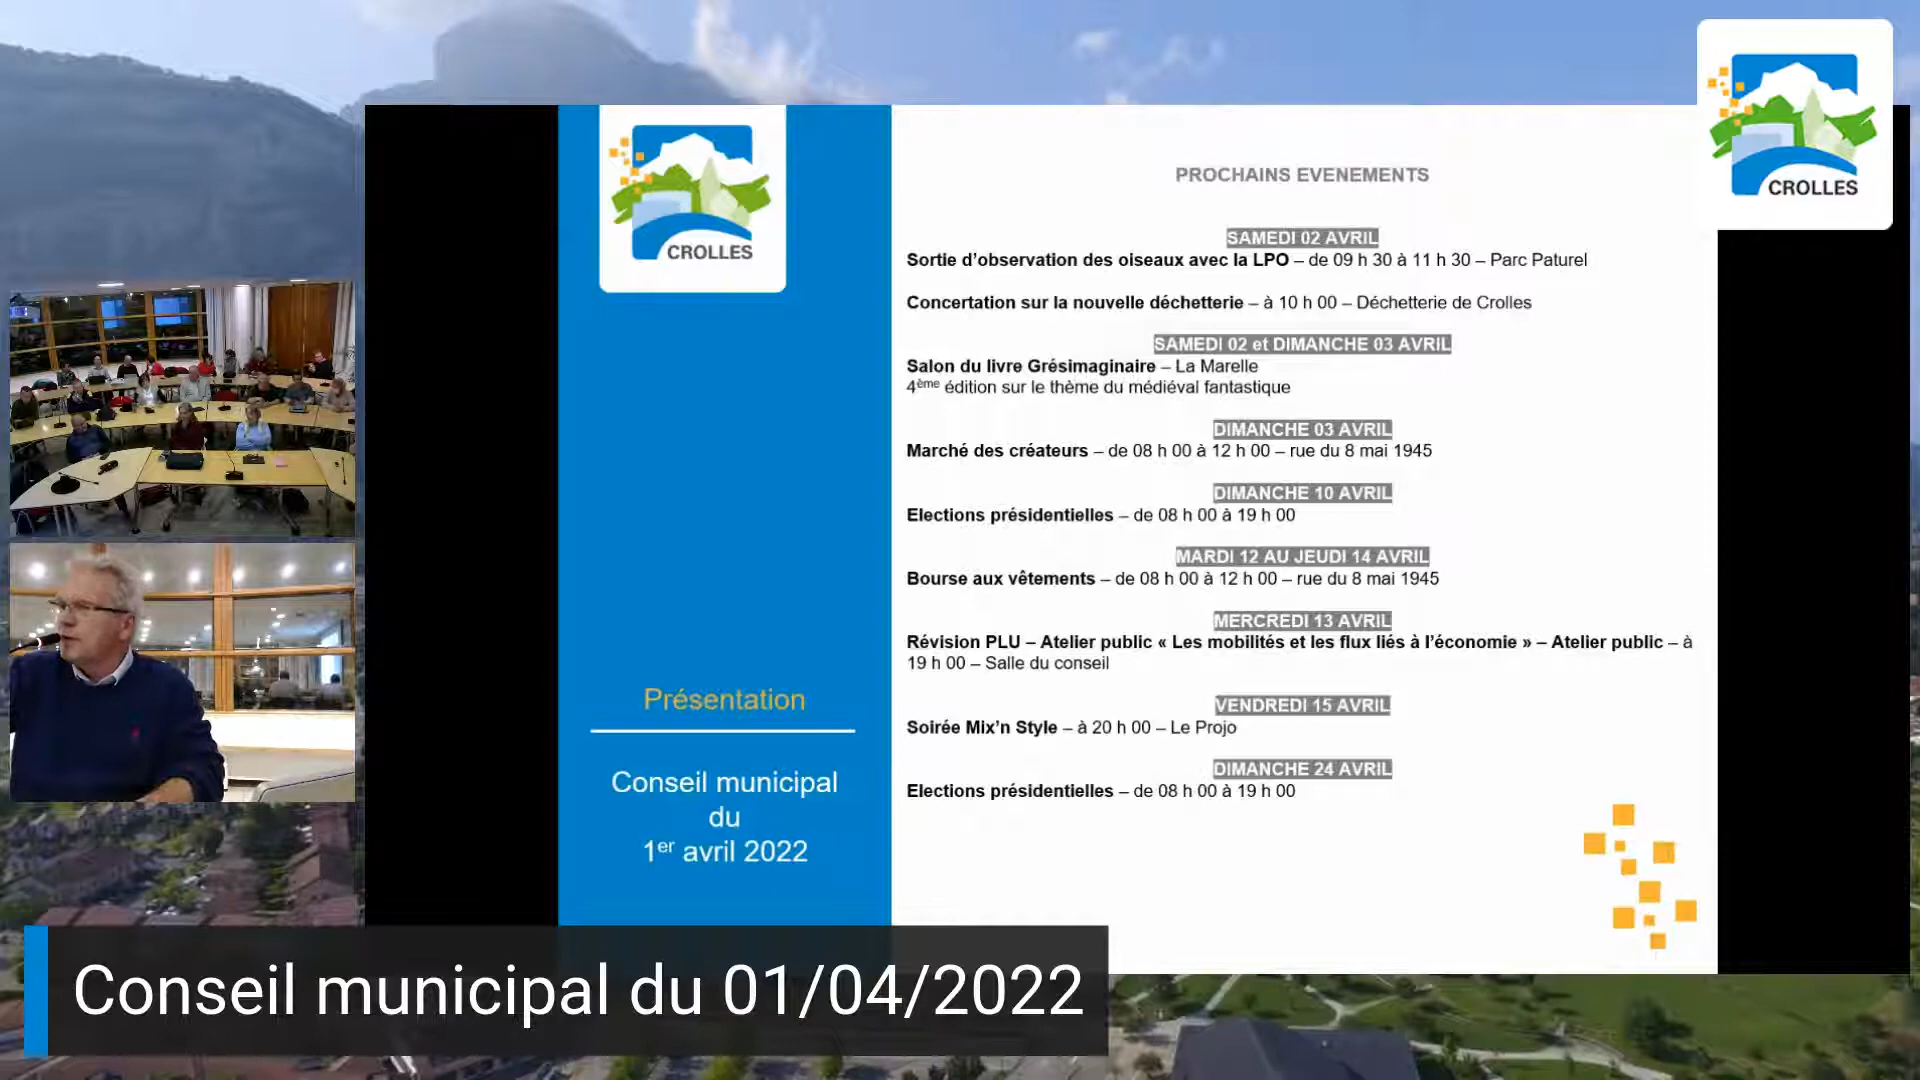 CROLLES
CROLLES
PROCHAINS EVENEMENTS
SAMEDI 02 AVRIL
Sortie d’observation des oiseaux avec la LPO – de 09 h 30 à 11 h 30 – Parc Paturel
Concertation sur la nouvelle déchetterie – à 10 h 00 – Déchetterie de Crolles
SAMEDI 02 et DIMANCHE 03 AVRIL
Salon du livre Grésimaginaire – La Marelle
4ème édition sur le thème du médiéval fantastique
DIMANCHE 03 AVRIL
Marché des créateurs – de 08 h 00 à 12 h 00 – rue du 8 mai 1945
DIMANCHE 10 AVRIL
Elections présidentielles – de 08 h 00 à 19 h 00
MARDI 12 AU JEUDI 14 AVRIL
Bourse aux vêtements – de 08 h 00 à 12 h 00 – rue du 8 mai 1945
MERCREDI 13 AVRIL
Révision PLU – Atelier public « Les mobilités et les flux liés à l’économie » – Atelier public – à
19 h 00 – Salle du conseil
VENDREDI 15 AVRIL
Soirée Mix’n Style – à 20 h 00 – Le Projo
DIMANCHE 24 AVRIL
Elections présidentielles – de 08 h 00 à 19 h 00
Présentation
Conseil municipal
du
1er avril 2022
Conseil municipal du 01/04/2022